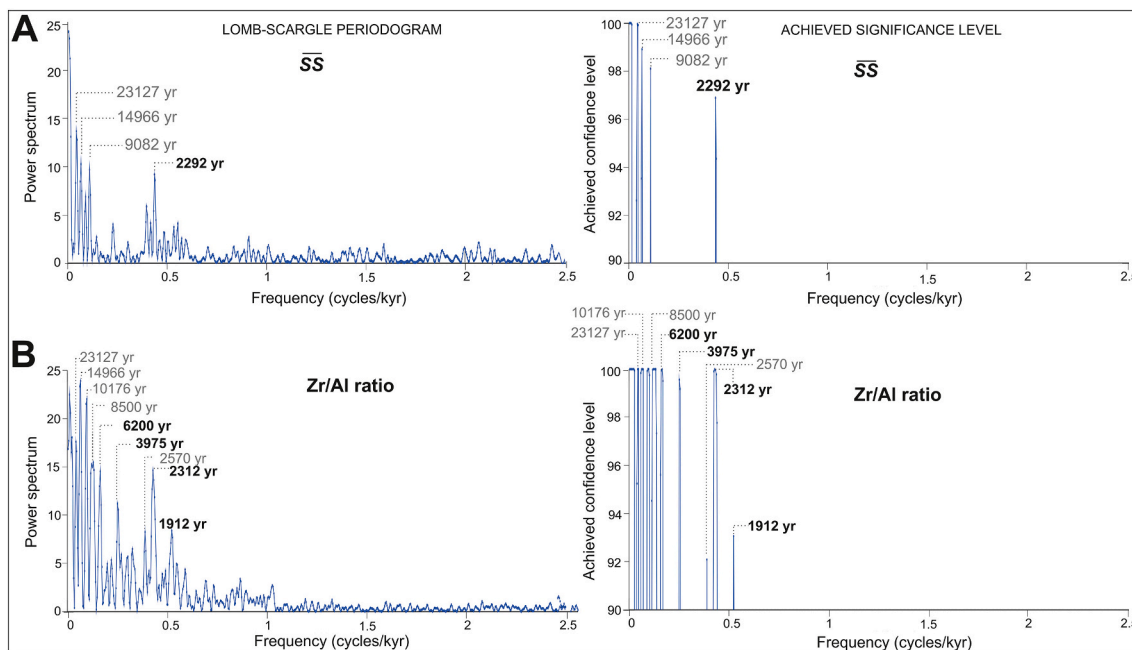 A
LOMB-SCARGLE PERIODOGRAM
SS
25
20
15
10
5
0
Power spectrum
23127 yr
14966 yr
9082 yr
2292 yr
0
0.5
1
1.5
2
2.5
Frequency (cycles/kyr)
ACHIEVED SIGNIFICANCE LEVEL
SS
100
98
96
94
92
90
Achieved confidence level
23127 yr
14966 yr
9082 yr
2292 yr
0
0.5
1
1.5
2
2.5
Frequency (cycles/kyr)
B
Zr/Al ratio
25
20
15
10
5
0
Power spectrum
23127 yr
14966 yr
10176 yr
8500 yr
6200 yr
3975 yr
2570 yr
2312 yr
1912 yr
0
0.5
1
1.5
2
2.5
Frequency (cycles/kyr)
10176 yr
8500 yr
23127 yr
6200 yr
3975 yr
2570 yr
2312 yr
Zr/Al ratio
100
98
96
94
92
90
Achieved confidence level
1912 yr
0
0.5
1
1.5
2
2.5
Frequency (cycles/kyr)